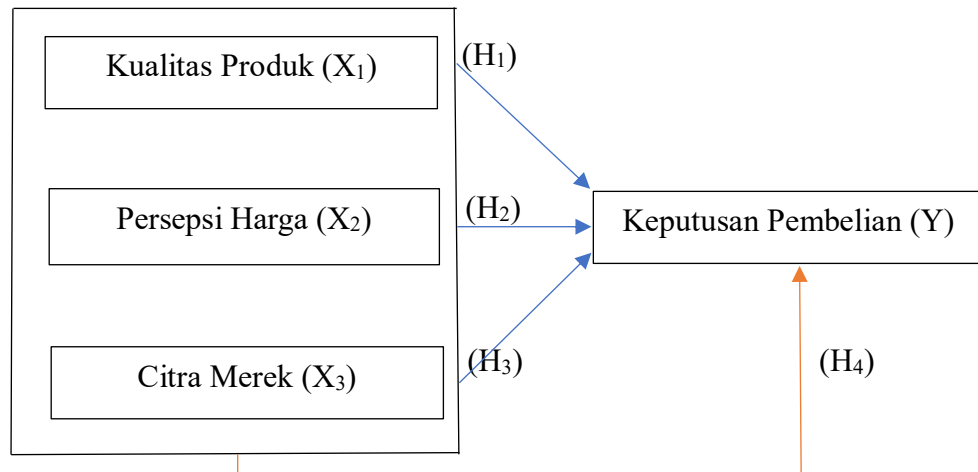 Kualitas Produk (X₁)
(H₁)
Persepsi Harga (X₂)
(H₂)
Keputusan Pembelian (Y)
Citra Merek (X₃)
(H₃)
(H₄)